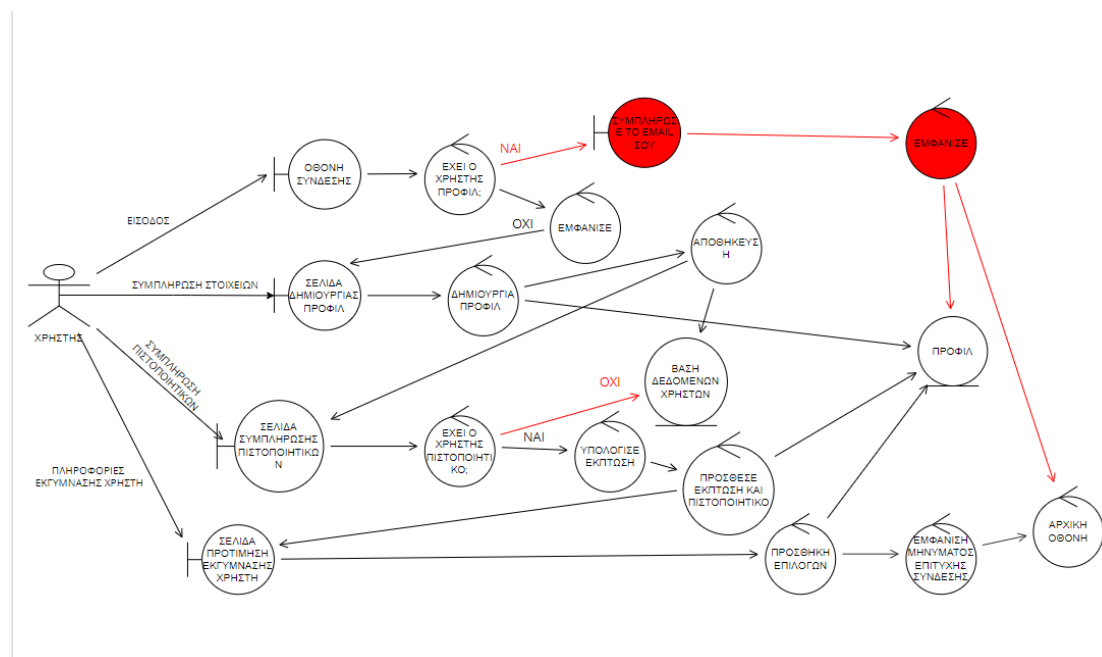 ΣΥΜΠΛΗΡΩΣ
Ε ΤΟ EMAIL
ΣΟΥ
ΕΜΦΑΝΙΣΕ
ΝΑΙ
ΟΘΟΝΗ
ΣΥΝΔΕΣΗΣ
ΕΧΕΙ Ο
ΧΡΗΣΤΗΣ
ΠΡΟΦΙΛ;
ΕΙΣΟΔΟΣ
ΟΧΙ
ΕΜΦΑΝΙΣΕ
ΑΠΟΘΗΚΕΥΣ
Η
ΣΥΜΠΛΗΡΩΣΗ ΣΤΟΙΧΕΙΩΝ
ΣΕΛΙΔΑ
ΔΗΜΙΟΥΡΓΙΑΣ
ΠΡΟΦΙΛ
ΔΗΜΙΟΥΡΓΙΑ
ΠΡΟΦΙΛ
ΧΡΗΣΤΗΣ
ΠΡΟΦΙΛ
ΣΥΜΠΛΗΡΩΣΗ
ΠΙΣΤΟΠΟΙΗΤΙΚΩΝ
ΟΧΙ
ΒΑΣΗ
ΔΕΔΟΜΕΝΩΝ
ΧΡΗΣΤΩΝ
ΣΕΛΙΔΑ
ΣΥΜΠΛΗΡΩΣΗΣ
ΠΙΣΤΟΠΟΙΗΤΙΚΩ
Ν
ΕΧΕΙ Ο
ΧΡΗΣΤΗΣ
ΠΙΣΤΟΠΟΙΗΤΙ
ΚΟ;
ΝΑΙ
ΥΠΟΛΟΓΙΣΕ
ΕΚΠΤΩΣΗ
ΠΡΟΣΘΕΣΕ
ΕΚΠΤΩΣΗ ΚΑΙ
ΠΙΣΤΟΠΟΙΗΤΙΚΟ
ΠΛΗΡΟΦΟΡΙΕΣ
ΕΚΓΥΜΝΑΣΗΣ ΧΡΗΣΤΗ
ΣΕΛΙΔΑ
ΠΡΟΤΙΜΗΣΗ
ΕΚΓΥΜΝΑΣΗΣ
ΧΡΗΣΤΗ
ΠΡΟΣΘΗΚΗ
ΕΠΙΛΟΓΩΝ
ΕΜΦΑΝΙΣΗ
ΜΗΝΥΜΑΤΟΣ
ΕΠΙΤΥΧΗΣ
ΣΥΝΔΕΣΗΣ
ΑΡΧΙΚΗ
ΟΘΟΝΗ